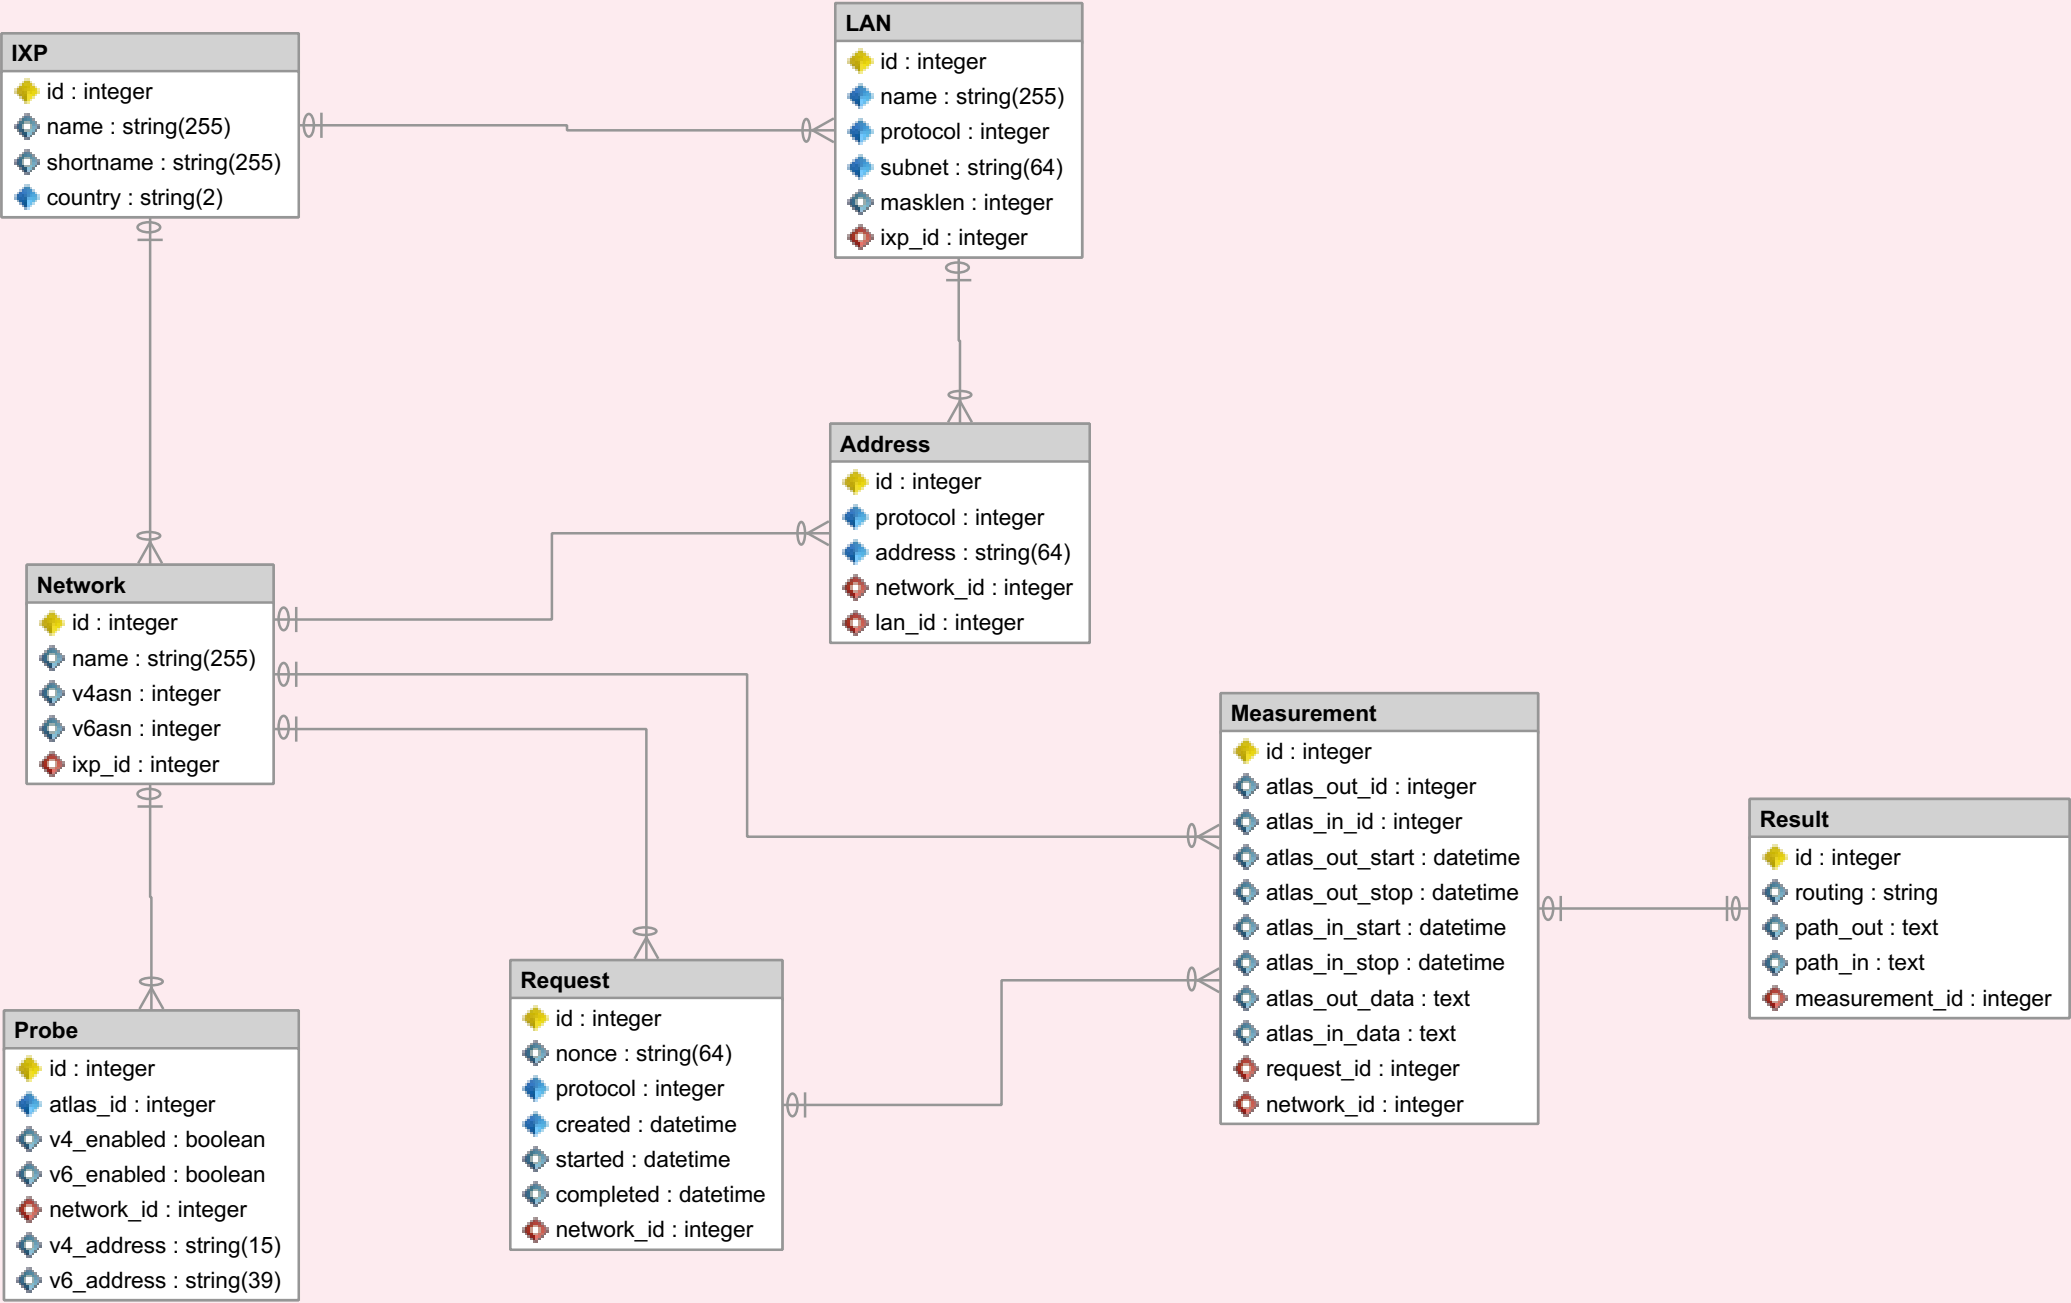 IXP
id : integer
name : string(255)
shortname : string(255)
country : string(2)
LAN
id : integer
name : string(255)
protocol : integer
subnet : string(64)
masklen : integer
ixp_id : integer
Address
id : integer
protocol : integer
address : string(64)
network_id : integer
lan_id : integer
Network
id : integer
name : string(255)
v4asn : integer
v6asn : integer
ixp_id : integer
Measurement
id : integer
atlas_out_id : integer
atlas_in_id : integer
atlas_out_start : datetime
atlas_out_stop : datetime
atlas_in_start : datetime
atlas_in_stop : datetime
atlas_out_data : text
atlas_in_data : text
request_id : integer
network_id : integer
Result
id : integer
routing : string
path_out : text
path_in : text
measurement_id : integer
Request
id : integer
nonce : string(64)
protocol : integer
created : datetime
started : datetime
completed : datetime
network_id : integer
Probe
id : integer
atlas_id : integer
v4_enabled : boolean
v6_enabled : boolean
network_id : integer
v4_address : string(15)
v6_address : string(39)